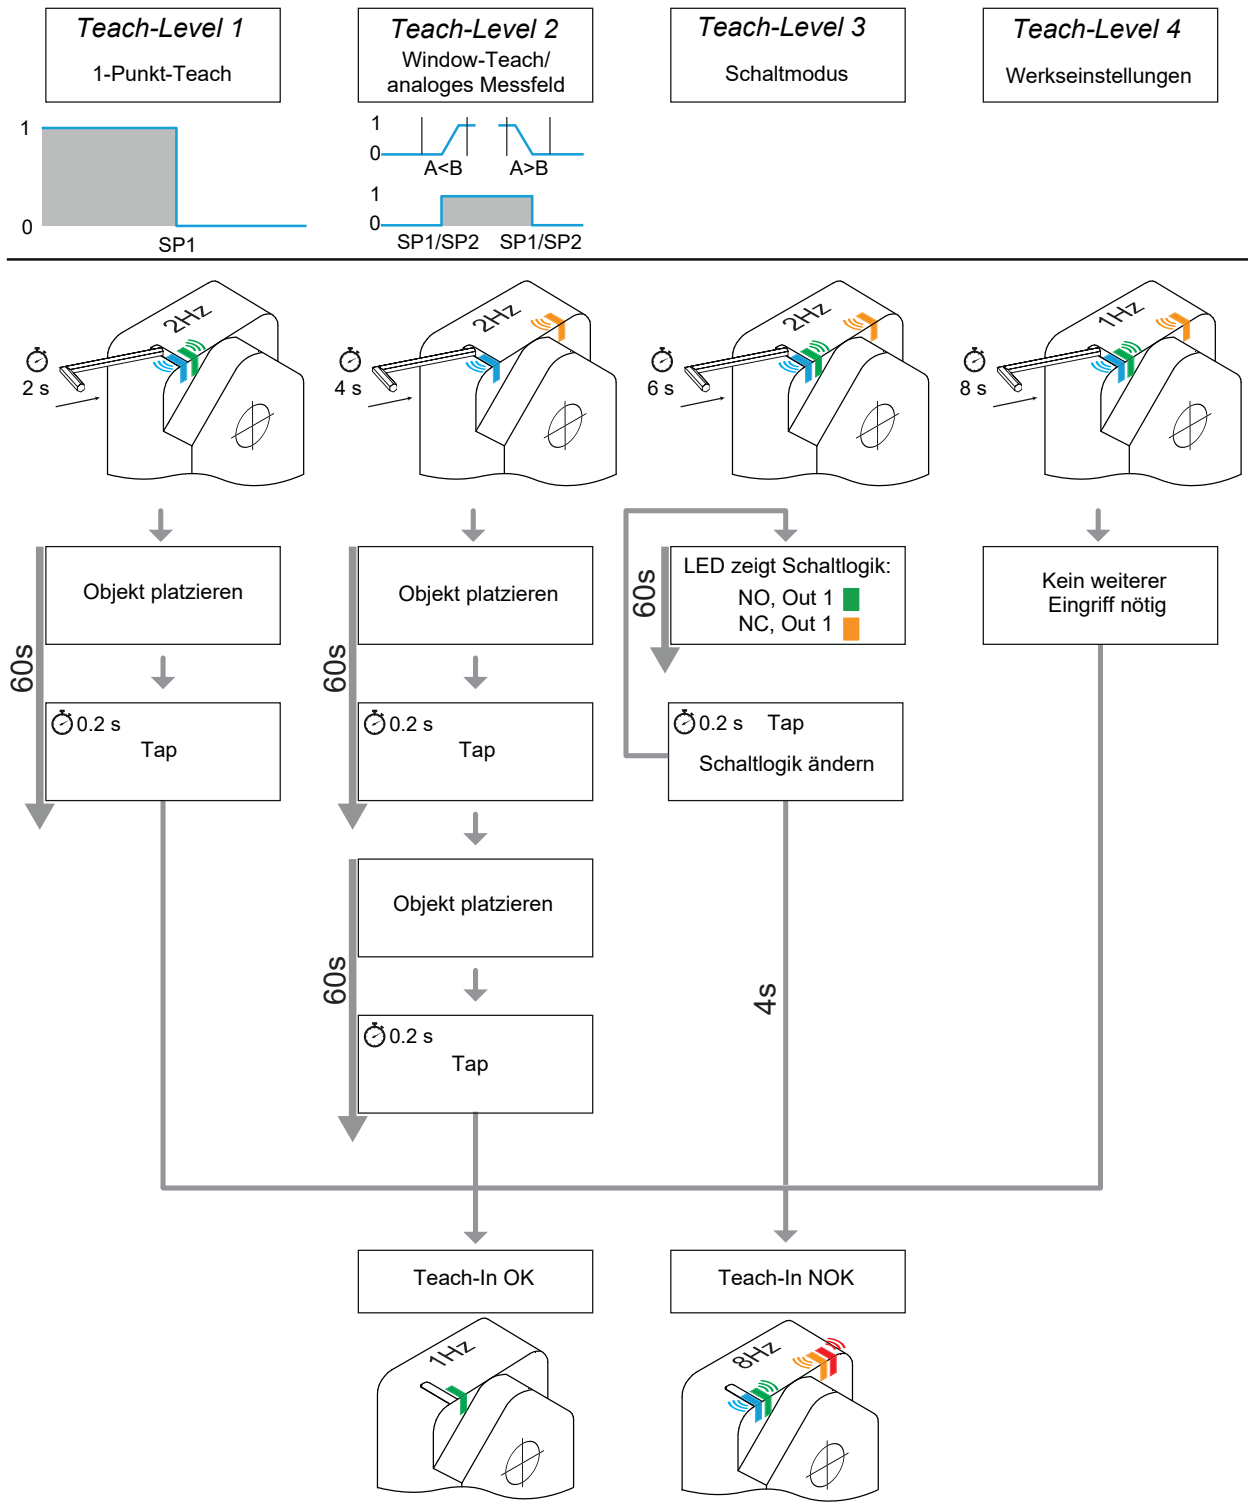 Teach-Level 1
1-Punkt-Teach
Teach-Level 2
Window-Teach/
analoges Messfeld
Teach-Level 3
Schaltmodus
Teach-Level 4
Werkseinstellungen
1
0
SP1
1
0
A<B
A>B
1
0
SP1/SP2
SP1/SP2
2Hz
2 s
2Hz
4 s
2Hz
6 s
1Hz
8 s
60s
Objekt platzieren
0.2 s
Tap
60s
Objekt platzieren
0.2 s
Tap
60s
Objekt platzieren
0.2 s
Tap
60s
LED zeigt Schaltlogik:
NO, Out 1
NC, Out 1
0.2 s Tap
Schaltlogik ändern
4s
Kein weiterer
Eingriff nötig
Teach-In OK
1Hz
Teach-In NOK
8Hz